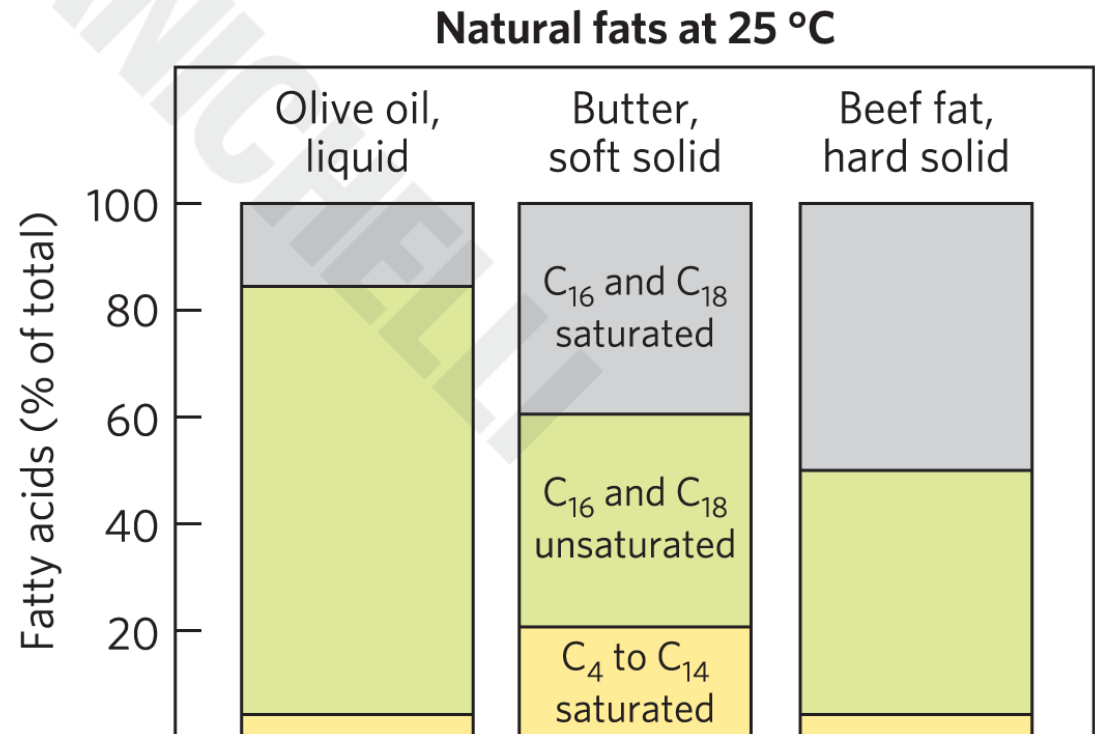 Natural fats at 25 °C
Olive oil,
liquid
Butter,
soft solid
Beef fat,
hard solid
Fatty acids (% of total)
100
80
60
40
20
C₁₆ and C₁₈
saturated
C₁₆ and C₁₈
unsaturated
C₄ to C₁₄
saturated